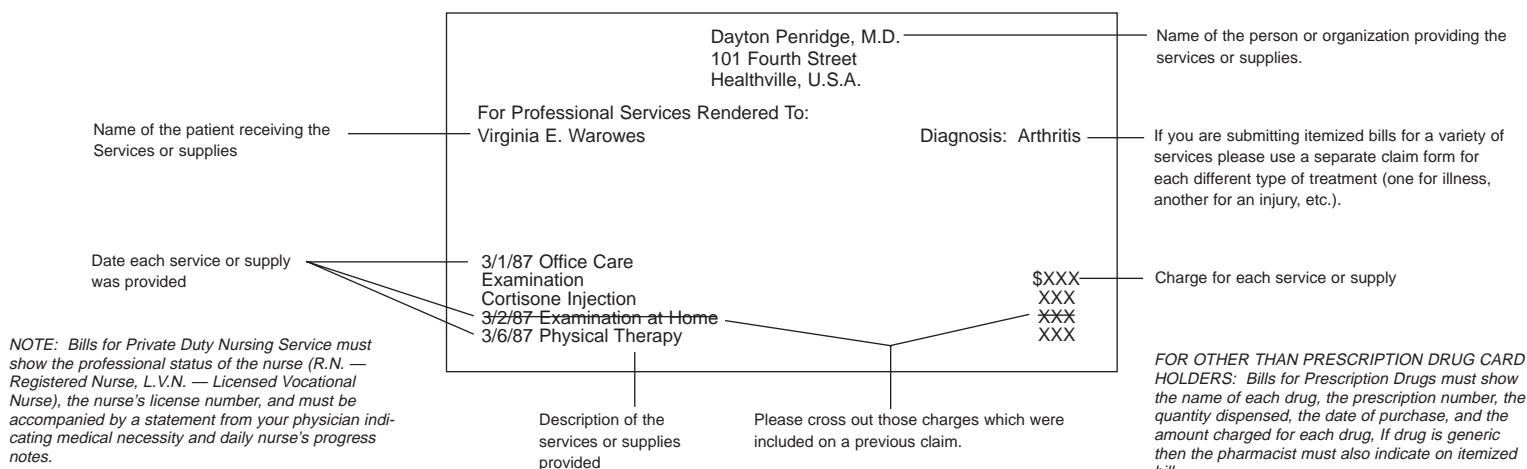 Dayton Penridge, M.D.
101 Fourth Street
Healthville, U.S.A.
Name of the person or organization providing the
services or supplies.
For Professional Services Rendered To:
Virginia E. Warowes
Diagnosis: Arthritis
Name of the patient receiving the
Services or supplies
If you are submitting itemized bills for a variety of
services please use a separate claim form for
each different type of treatment (one for illness,
another for an injury, etc.).
Date each service or supply
was provided
3/1/87 Office Care
Examination $XXX
Cortisone Injection XXX
3/2/87 Examination at Home XXX
3/6/87 Physical Therapy XXX
Charge for each service or supply
NOTE: Bills for Private Duty Nursing Service must
show the professional status of the nurse (R.N. —
Registered Nurse, L.V.N. — Licensed Vocational
Nurse), the nurse's license number, and must be
accompanied by a statement from your physician indi-
cating medical necessity and daily nurse's progress
notes.
Description of the
services or supplies
provided
Please cross out those charges which were
included on a previous claim.
FOR OTHER THAN PRESCRIPTION DRUG CARD
HOLDERS: Bills for Prescription Drugs must show
the name of each drug, the prescription number, the
quantity dispensed, the date of purchase, and the
amount charged for each drug, If drug is generic
then the pharmacist must also indicate on itemized